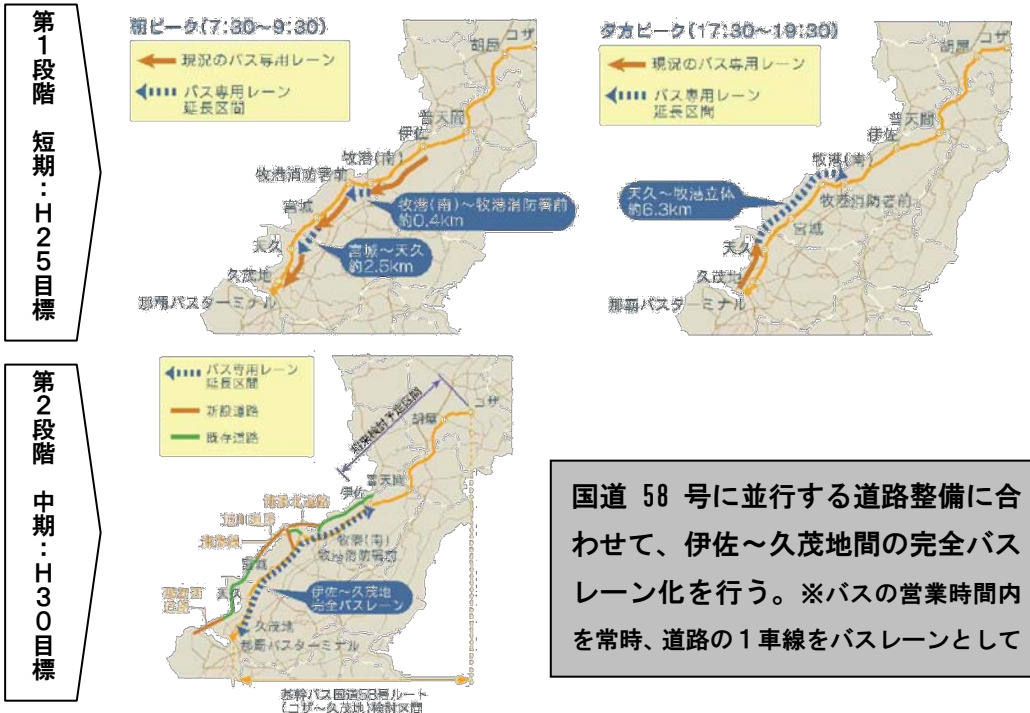 第1段階 短期：H25目標
朝ピーク(7:30～9:30)
現況のバス専用レーン
バス専用レーン
延長区間
コザ
胡屋
普天間
伊佐
牧港(南)
牧港消防署前
牧港(南)～牧港消防署前
約0.4km
宮城
宮城～天久
約2.5km
天久
久茂地
那覇バスターミナル
夕方ピーク(17:30～19:30)
現況のバス専用レーン
バス専用レーン
延長区間
コザ
胡屋
普天間
伊佐
牧港(南)
天久～牧港立体
約6.3km
牧港消防署前
宮城
天久
久茂地
那覇バスターミナル
第2段階 中期：H30目標
バス専用レーン
延長区間
新設道路
既存道路
将来検討予定区間
コザ
胡屋
普天間
伊佐
牧港(南)
牧港消防署前
宮城
天久
伊佐～久茂地
完全バスレーン
久茂地
那覇バスターミナル
基幹バス国道58号ルート
(コザ～久茂地)検討区間
国道 58 号に並行する道路整備に合
わせて、伊佐～久茂地間の完全バス
レーン化を行う。※バスの営業時間内
を常時、道路の１車線をバスレーンとして